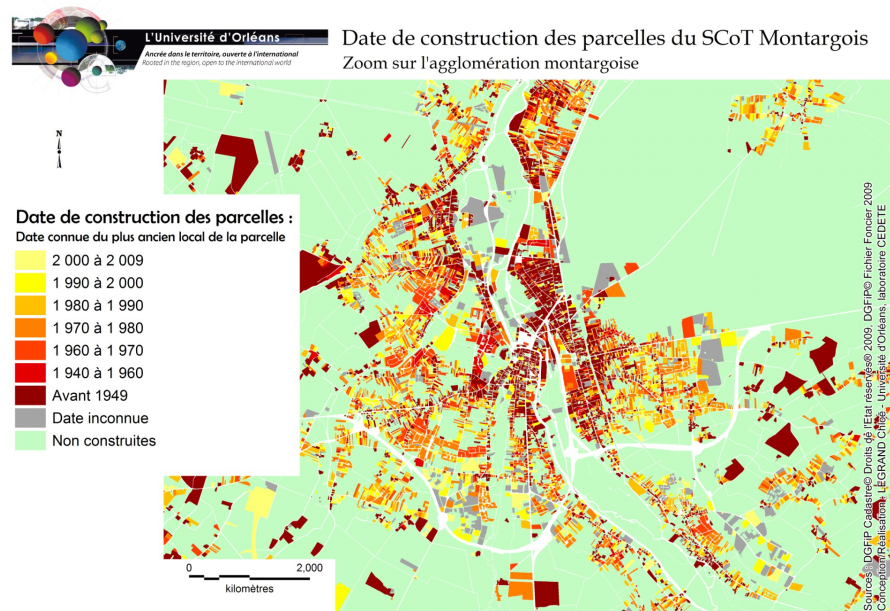 L'Université d'Orléans
Ancrée dans le territoire, ouverte à l'international
Rooted in the region, open to the international world
Date de construction des parcelles du SCoT Montargois
Zoom sur l'agglomération montargoise
N
Date de construction des parcelles :
Date connue du plus ancien local de la parcelle
2 000 à 2 009
1 990 à 2 000
1 980 à 1 990
1 970 à 1 980
1 960 à 1 970
1 940 à 1 960
Avant 1949
Date inconnue
Non construites
0 2,000
kilomètres
Sources : DGFiP Cadastre© Droits de l'Etat réservés® 2009, DGFiP© Fichier Foncier 2009
Conception/Réalisation : LEGRAND Chloé - Université d'Orléans, laboratoire CEDETE